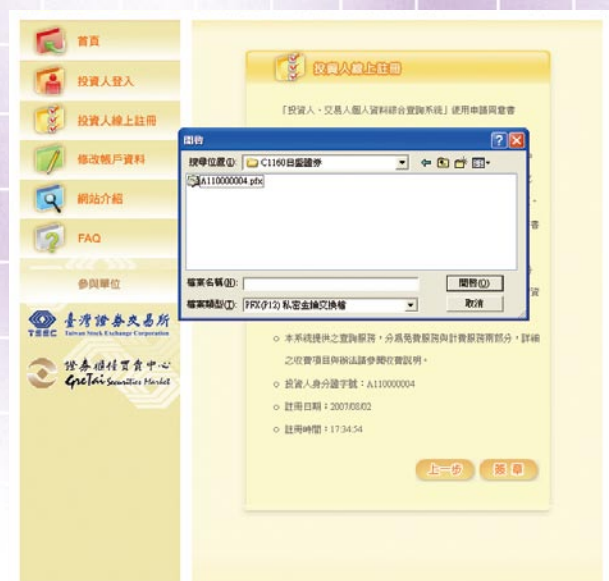 首頁
投資人登入
投資人線上註冊
修改帳戶資料
網站介紹
FAQ
參與單位
TSEC
臺灣證券交易所
Taiwan Stock Exchange Corporation
證券櫃檯買賣中心
GreTai Securities Market
投資人線上註冊
「投資人、交易人個人資料綜合查詢系統」使用申請同意書
開啟
搜尋位置(I):
C1160日盛證券
A110000004.pfx
檔案名稱(N):
開啟(O)
檔案類型(T):
PFX(P12) 私密金鑰交換檔
取消
書
資
本系統提供之查詢服務,分為免費服務與計費服務兩部分,詳細
之收費項目與辦法請參閱收費說明。
投資人身分證字號:A110000004
註冊日期:2007/08/02
註冊時間:17:34:54
上一步
簽章